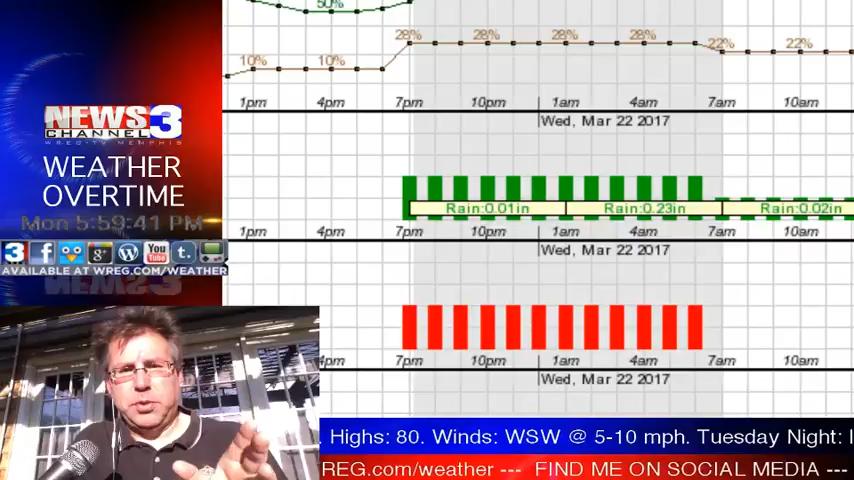 50%
10% 10% 28% 28% 28% 28% 22% 22%
1pm 4pm 7pm 10pm 1am 4am 7am 10am
Wed, Mar 22 2017
NEWS
CHANNEL 3
WREG-TV MEMPHIS
WEATHER
OVERTIME
Mon 5:59:41 PM
3 f g+ W You Tube t.
AVAILABLE AT WREG.COM/WEATHER
Rain:0.01in Rain:0.23in Rain:0.02in
1pm 4pm 7pm 10pm 1am 4am 7am 10am
Wed, Mar 22 2017
4pm 7pm 10pm 1am 4am 7am 10am
Wed, Mar 22 2017
. Highs: 80. Winds: WSW @ 5-10 mph. Tuesday Night:
REG.com/weather --- FIND ME ON SOCIAL MEDIA ---